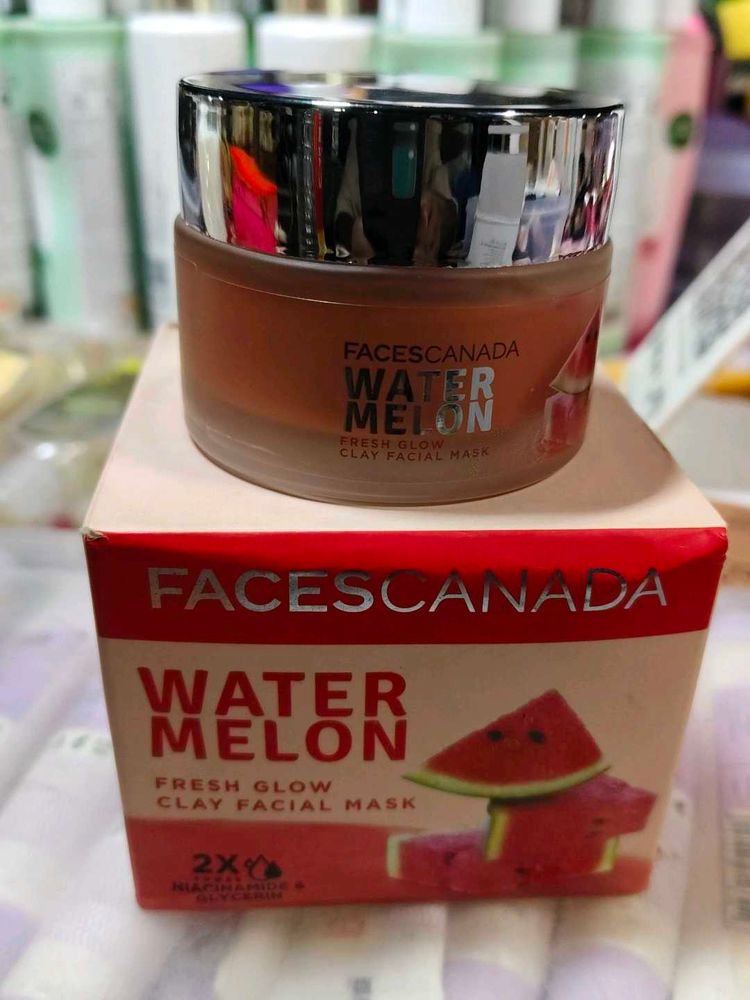 FACESCANADA
WATER
MELON
FRESH GLOW
CLAY FACIAL MASK
FACESCANADA
WATER
MELON
FRESH GLOW
CLAY FACIAL MASK
2X
POWER
NIACINAMIDE &
GLYCERIN